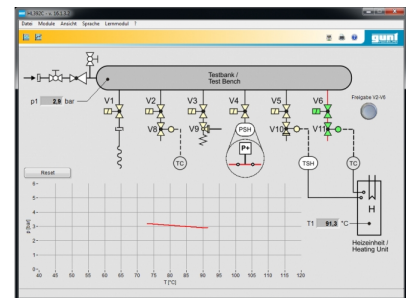 Datei Module Ansicht Sprache Lernmodul ?
gunt
Testbank /
Test Bench
p1 2,9 bar
V1 V2 V3 V4 V5 V6
Freigabe V2-V6
V8 V9 V10 V11
PSH
P+
TC TSH TC
Reset
H
T1 91,3 °C
Heizeinheit /
Heating Unit
p [bar]
6
5
4
3
2
1
0
40 45 50 55 60 65 70 75 80 85 90 95 100 105 110 115 120
T [°C]